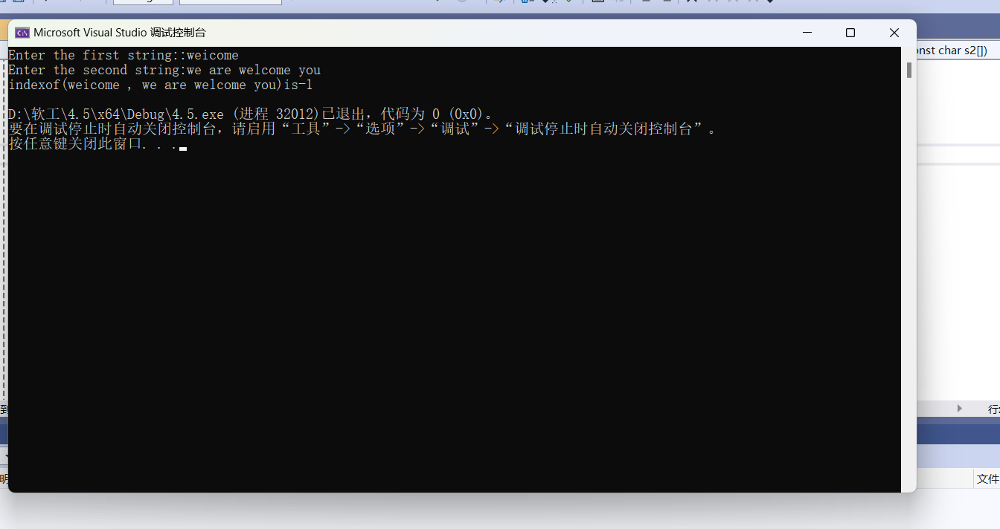 Microsoft Visual Studio 调试控制台
onst char s2[])
Enter the first string::weicome
Enter the second string:we are welcome you
indexof(weicome , we are welcome you)is-1
D:\软工\4.5\x64\Debug\4.5.exe (进程 32012)已退出，代码为 0 (0x0)。
要在调试停止时自动关闭控制台，请启用“工具”->“选项”->“调试”->“调试停止时自动关闭控制台”。
按任意键关闭此窗口. . .
到
行
明
文件